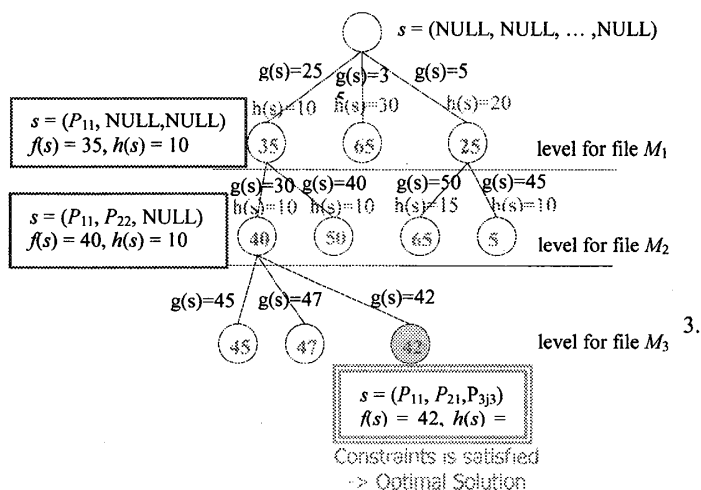 s = (NULL, NULL, … ,NULL)
g(s)=25 g(s)=3 g(s)=5
5
h(s)=10 h(s)=30 h(s)=20
s = (P11, NULL,NULL)
f(s) = 35, h(s) = 10
35 65 25
level for file M1
g(s)=30 g(s)=40 g(s)=50 g(s)=45
h(s)=10 h(s)=10 h(s)=15 h(s)=10
s = (P11, P22, NULL)
f(s) = 40, h(s) = 10
40 50 65 5
level for file M2
g(s)=45 g(s)=47 g(s)=42
45 47 42
level for file M3
3.
s = (P11, P21,P3j3)
f(s) = 42, h(s) =
Constraints is satisfied
-> Optimal Solution